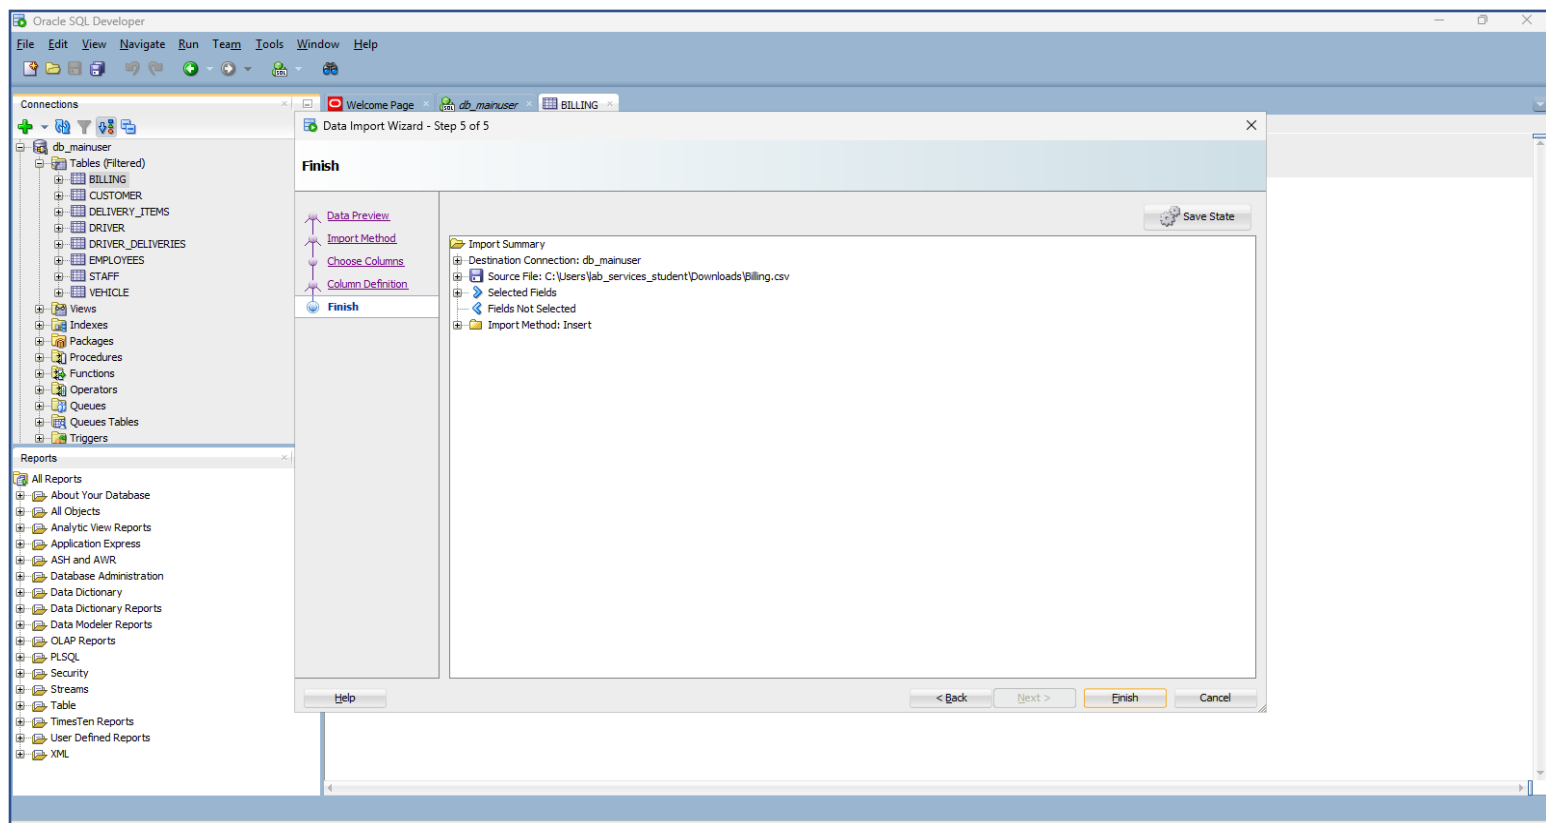 Oracle SQL Developer
File Edit View Navigate Run Team Tools Window Help
Connections
Welcome Page
db_mainuser
BILLING
db_mainuser
Tables (Filtered)
BILLING
CUSTOMER
DELIVERY_ITEMS
DRIVER
DRIVER_DELIVERIES
EMPLOYEES
STAFF
VEHICLE
Views
Indexes
Packages
Procedures
Functions
Operators
Queues
Queues Tables
Triggers
Reports
All Reports
About Your Database
All Objects
Analytic View Reports
Application Express
ASH and AWR
Database Administration
Data Dictionary
Data Dictionary Reports
Data Modeler Reports
OLAP Reports
PLSQL
Security
Streams
Table
TimesTen Reports
User Defined Reports
XML
Data Import Wizard - Step 5 of 5
Finish
Data Preview
Import Method
Choose Columns
Column Definition
Finish
Save State
Import Summary
Destination Connection: db_mainuser
Source File: C:\Users\lab_services_student\Downloads\Billing.csv
Selected Fields
Fields Not Selected
Import Method: Insert
Help
< Back Next > Finish Cancel